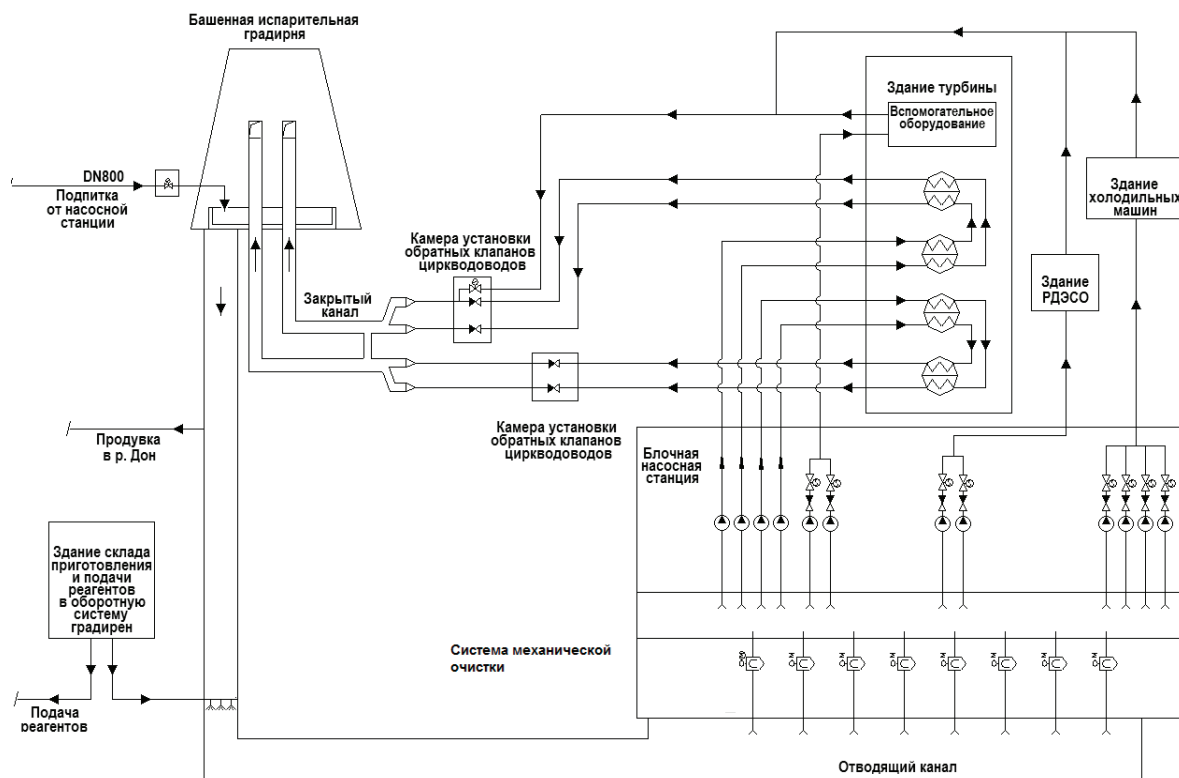 Башенная испарительная
градирня
DN800
Подпитка
от насосной
станции
Закрытый
канал
Камера установки
обратных клапанов
циркводоводов
Здание турбины
Вспомогательное
оборудование
Здание
холодильных
машин
Здание
РДЭСО
Камера установки
обратных клапанов
циркводоводов
Продувка
в р. Дон
Блочная
насосная
станция
Здание склада
приготовления
и подачи
реагентов
в оборотную
систему
градирен
Система механической
очистки
Подача
реагентов
Отводящий канал